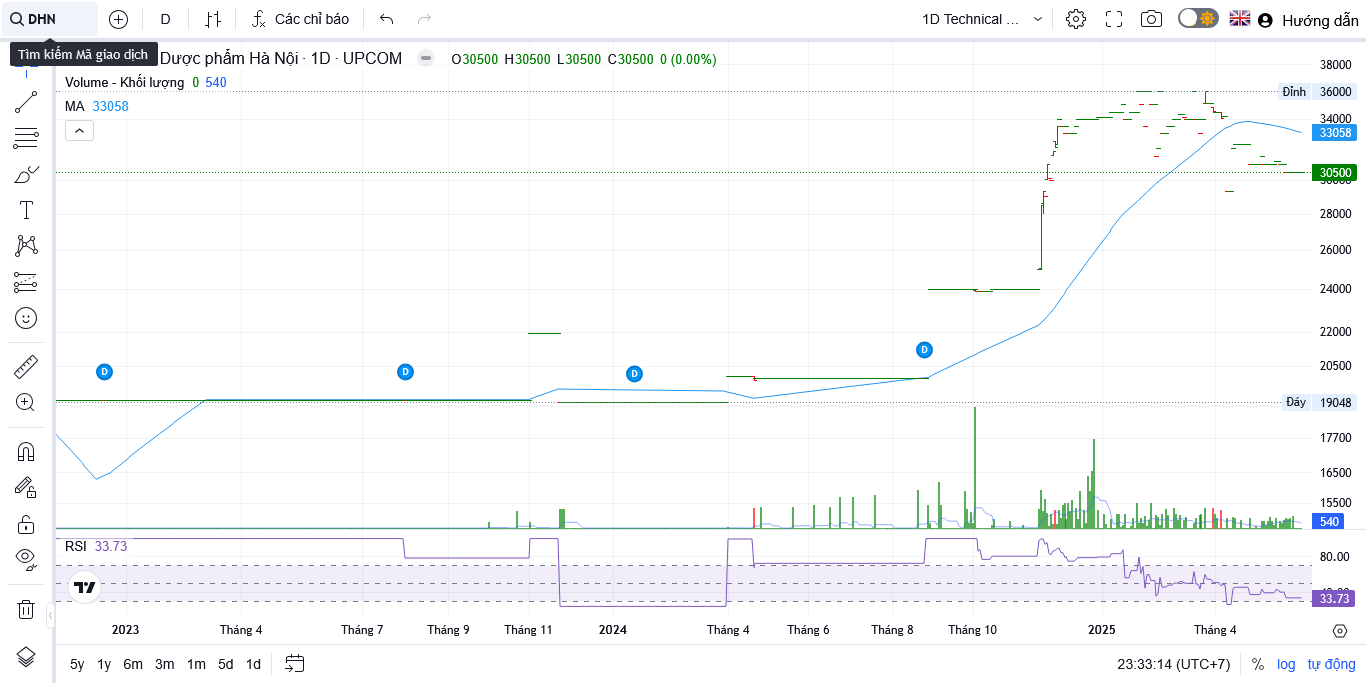 DHN D Các chỉ báo 1D Technical ... Hướng dẫn
Tìm kiếm Mã giao dịch
Dược phẩm Hà Nội · 1D · UPCOM O30500 H30500 L30500 C30500 0 (0.00%)
Volume - Khối lượng 0 540
MA 33058
38000
Đỉnh 36000
34000
33058
30500
28000
26000
24000
22000
20500
Đáy 19048
17700
16500
15500
540
D D D D
RSI 33.73
80.00
33.73
2023 Tháng 4 Tháng 7 Tháng 9 Tháng 11 2024 Tháng 4 Tháng 6 Tháng 8 Tháng 10 2025 Tháng 4
5y 1y 6m 3m 1m 5d 1d 23:33:14 (UTC+7) % log tự động